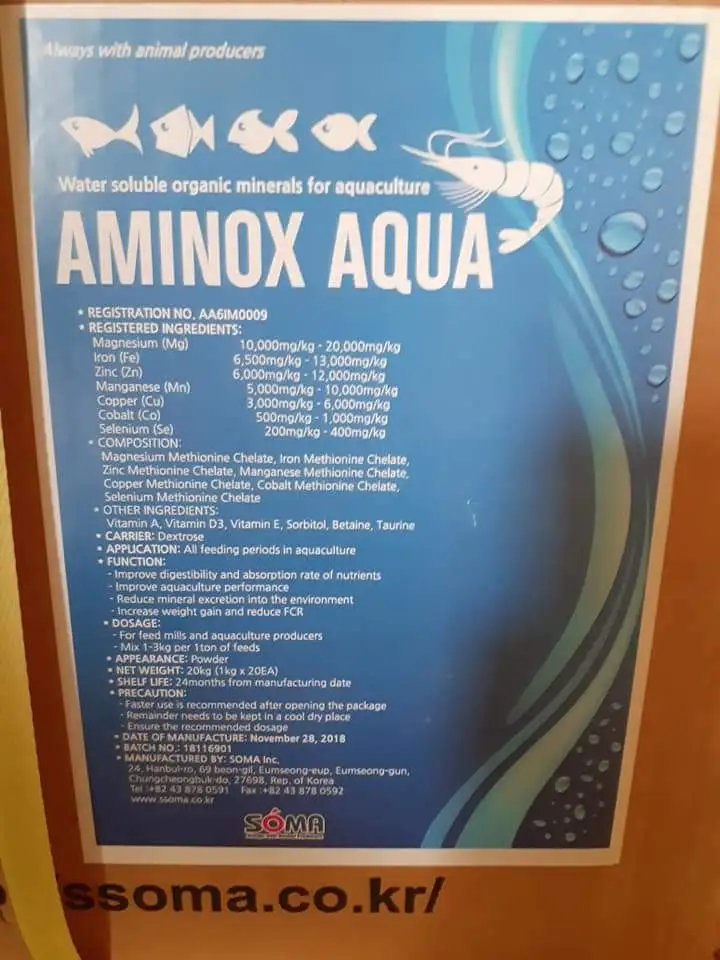 Always with animal producers
Water soluble organic minerals for aquaculture
AMINOX AQUA
• REGISTRATION NO. AA6IM0009
• REGISTERED INGREDIENTS:
Magnesium (Mg) 10,000mg/kg - 20,000mg/kg
Iron (Fe) 6,500mg/kg - 13,000mg/kg
Zinc (Zn) 6,000mg/kg - 12,000mg/kg
Manganese (Mn) 5,000mg/kg - 10,000mg/kg
Copper (Cu) 3,000mg/kg - 6,000mg/kg
Cobalt (Co) 500mg/kg - 1,000mg/kg
Selenium (Se) 200mg/kg - 400mg/kg
• COMPOSITION:
Magnesium Methionine Chelate, Iron Methionine Chelate,
Zinc Methionine Chelate, Manganese Methionine Chelate,
Copper Methionine Chelate, Cobalt Methionine Chelate,
Selenium Methionine Chelate
• OTHER INGREDIENTS:
Vitamin A, Vitamin D3, Vitamin E, Sorbitol, Betaine, Taurine
• CARRIER: Dextrose
• APPLICATION: All feeding periods in aquaculture
• FUNCTION:
- Improve digestibility and absorption rate of nutrients
- Improve aquaculture performance
- Reduce mineral excretion into the environment
- Increase weight gain and reduce FCR
• DOSAGE:
- For feed mills and aquaculture producers
- Mix 1-3kg per 1ton of feeds
• APPEARANCE: Powder
• NET WEIGHT: 20kg (1kg x 20EA)
• SHELF LIFE: 24months from manufacturing date
• PRECAUTION:
- Faster use is recommended after opening the package
- Remainder needs to be kept in a cool dry place
- Ensure the recommended dosage
• DATE OF MANUFACTURE: November 28, 2018
• BATCH NO.: 18116901
• MANUFACTURED BY: SOMA Inc.
24, Hanbul-ro, 69 beon-gil, Eumseong-eup, Eumseong-gun,
Chungcheongbuk-do, 27698, Rep. of Korea
Tel :+82 43 878 0591 Fax :+82 43 878 0592
www.ssoma.co.kr
SÓMA
/ssoma.co.kr/